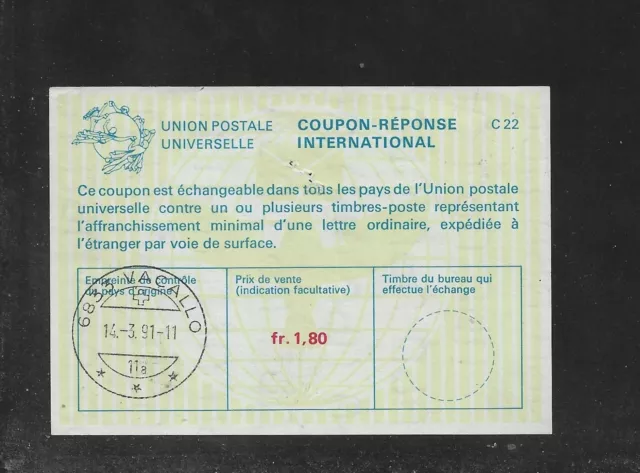 UNION POSTALE
UNIVERSELLE
COUPON-RÉPONSE
INTERNATIONAL
C 22
Ce coupon est échangeable dans tous les pays de l'Union postale
universelle contre un ou plusieurs timbres-poste représentant
l'affranchissement minimal d'une lettre ordinaire, expédiée à
l'étranger par voie de surface.
Empreinte de contrôle
du pays d'origine
Prix de vente
(indication facultative)
Timbre du bureau qui
effectue l'échange
fr. 1,80
VACALLO
14.-3.91-11
11a